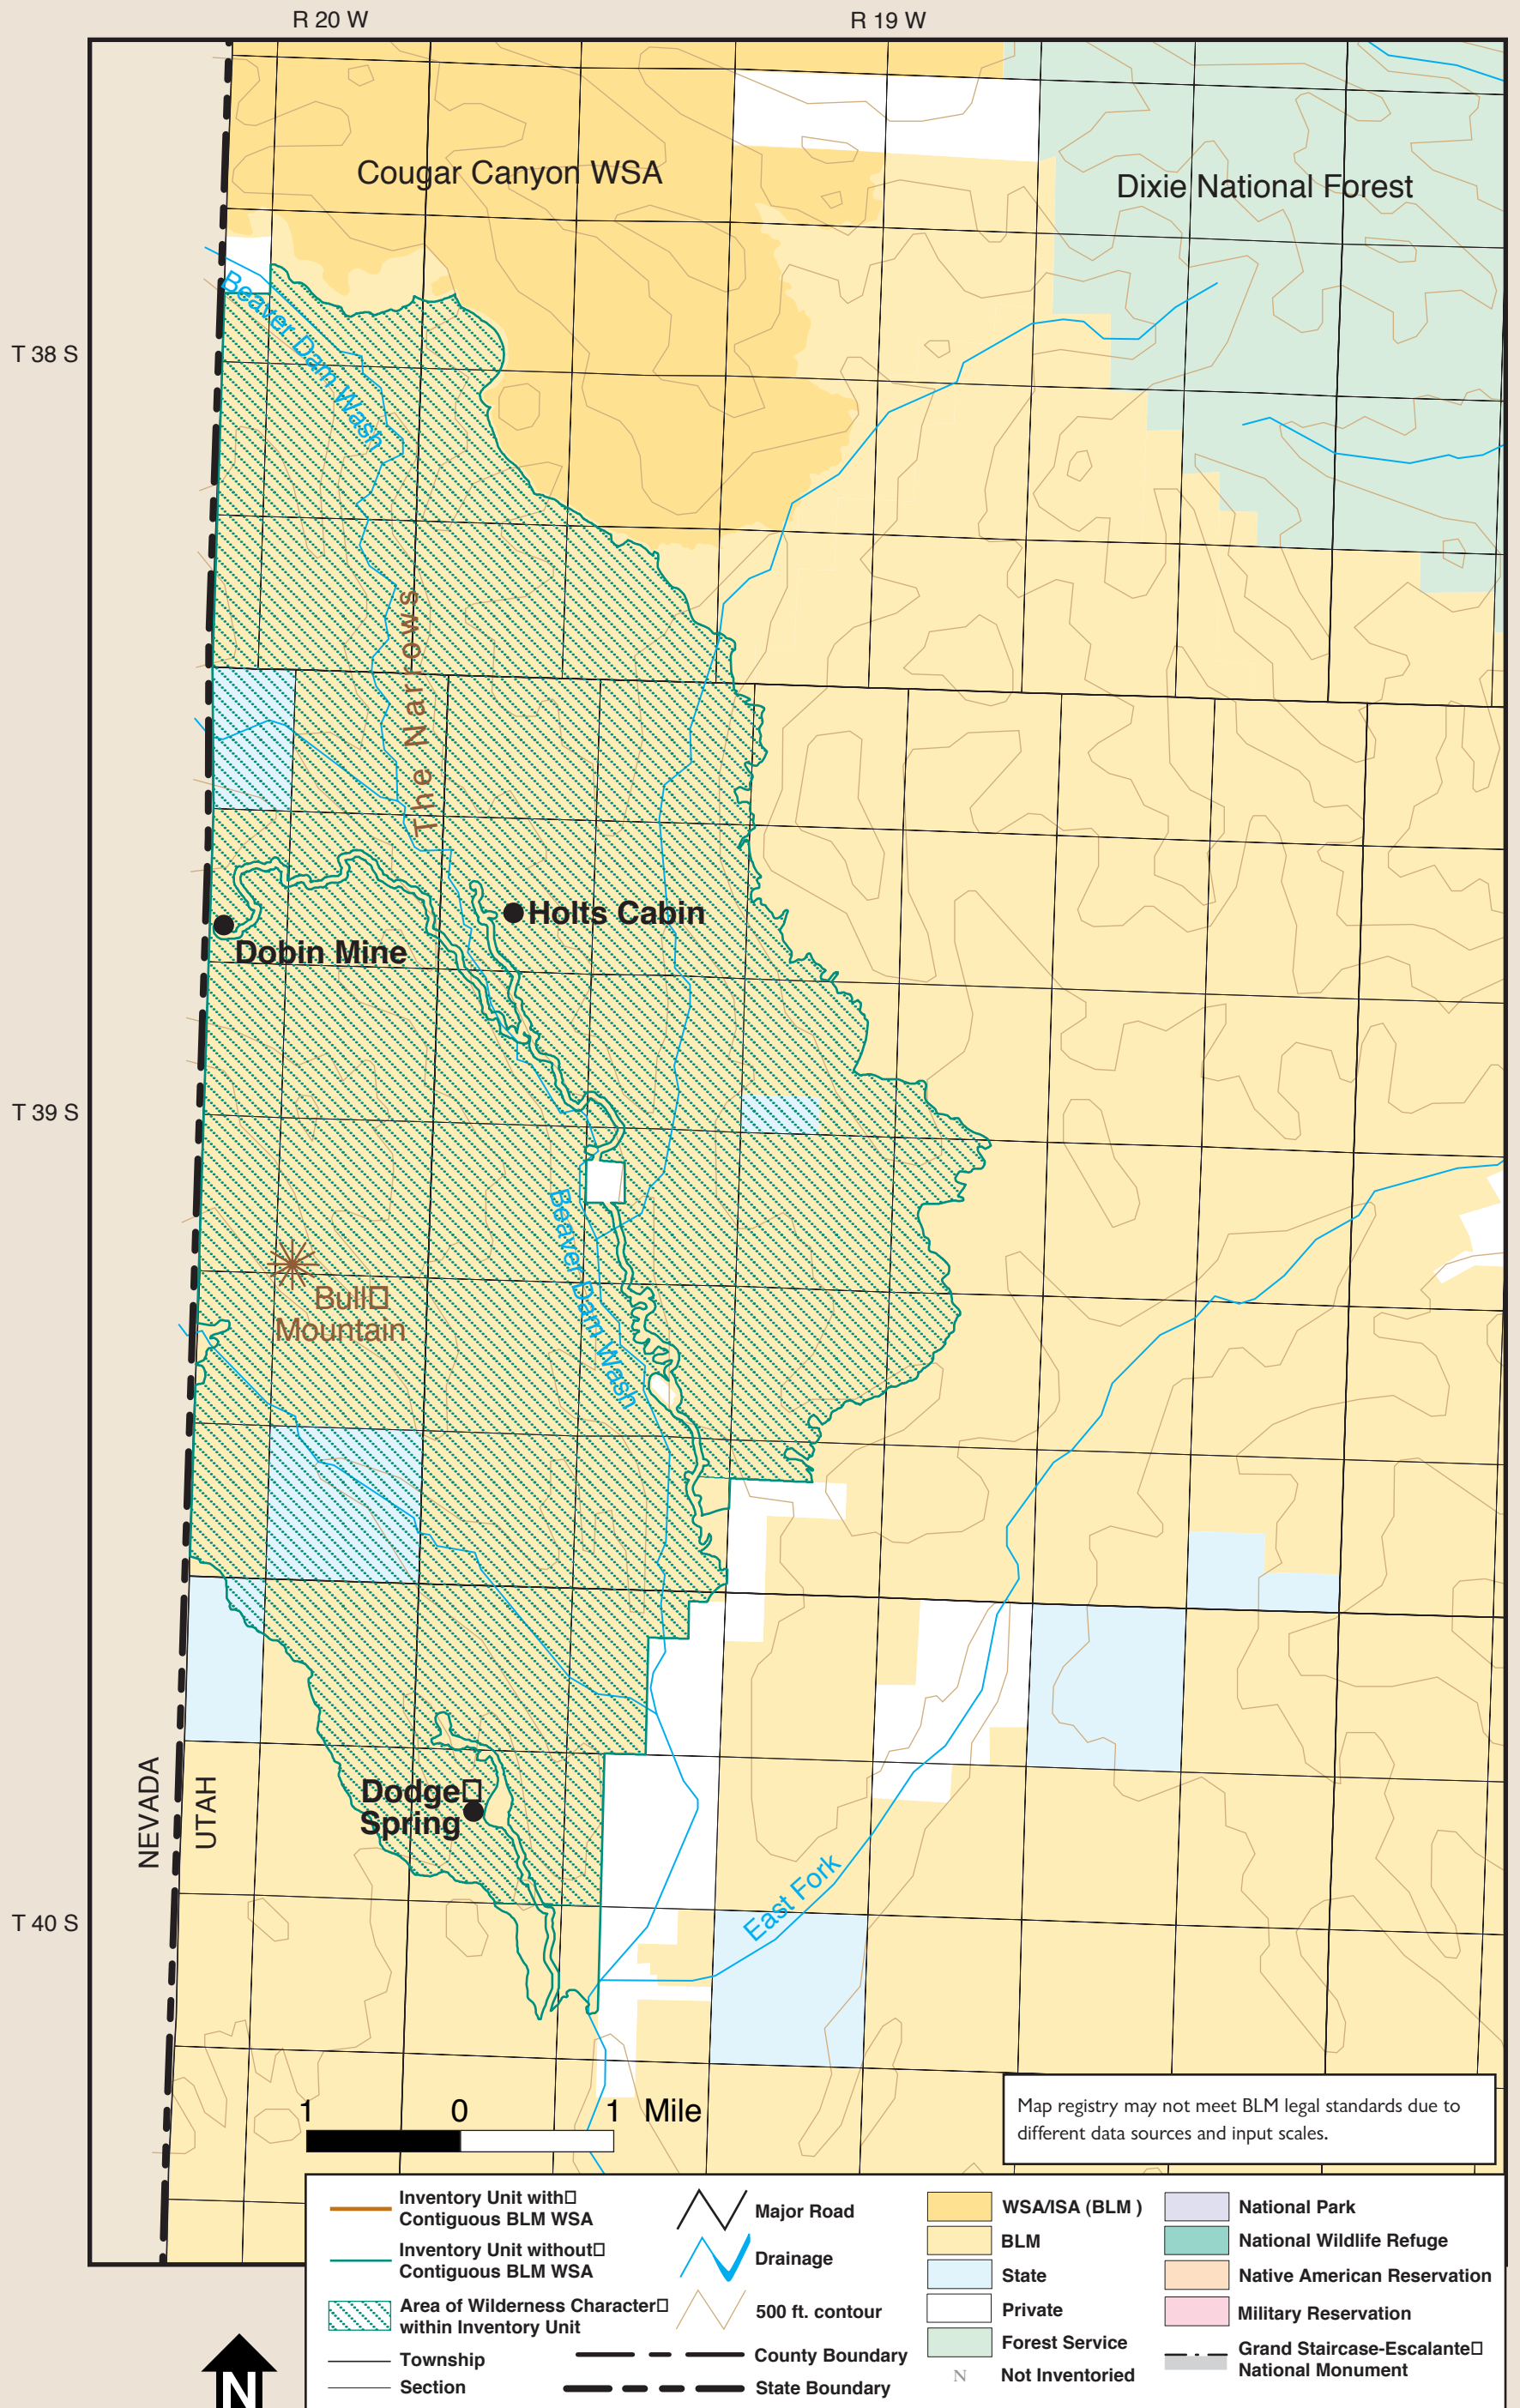 R 20 W
R 19 W
Cougar Canyon WSA
Dixie National Forest
Beaver Dam Wash
T 38 S
The Narrows
Holts Cabin
Dobin Mine
T 39 S
Beaver Dam Wash
Bull
Mountain
NEVADA
UTAH
Dodge
Spring
East Fork
T 40 S
1 0 1 Mile
Map registry may not meet BLM legal standards due to
different data sources and input scales.
Inventory Unit with
Contiguous BLM WSA
Inventory Unit without
Contiguous BLM WSA
Area of Wilderness Character
within Inventory Unit
Township
Section
Major Road
Drainage
500 ft. contour
County Boundary
State Boundary
WSA/ISA (BLM )
BLM
State
Private
Forest Service
N Not Inventoried
National Park
National Wildlife Refuge
Native American Reservation
Military Reservation
Grand Staircase-Escalante
National Monument
N